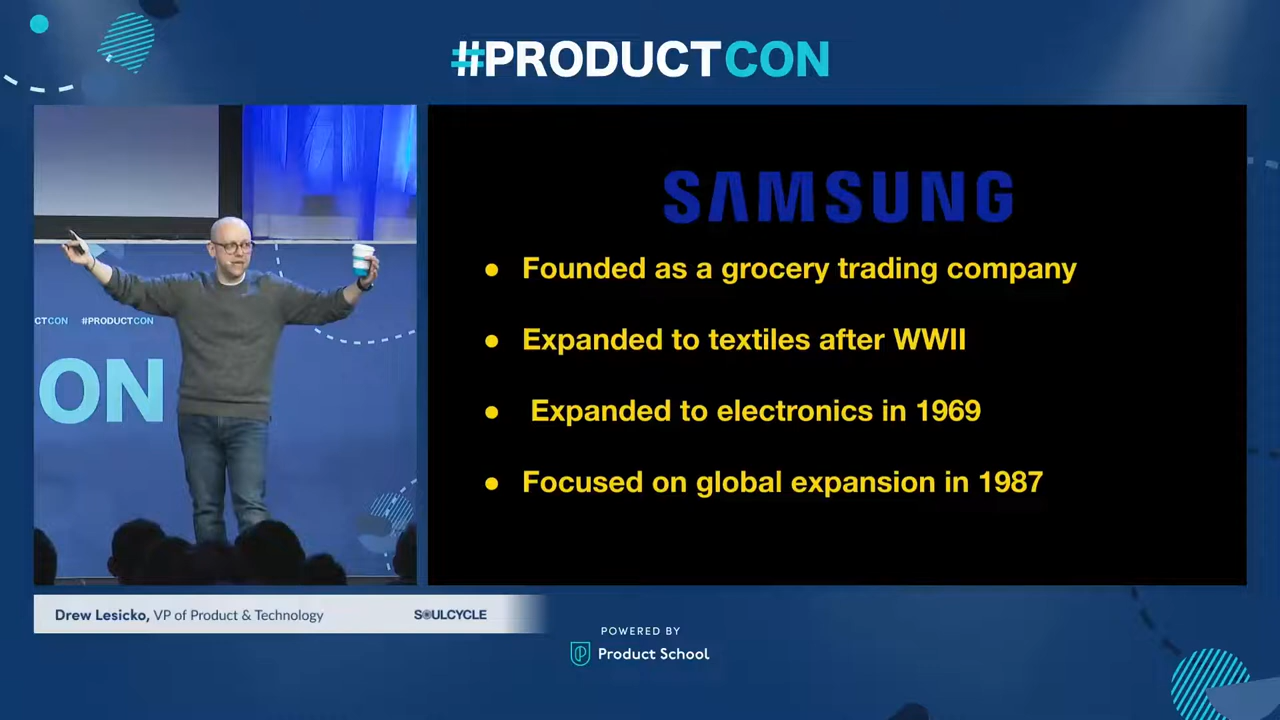 #PRODUCTCON
SAMSUNG
● Founded as a grocery trading company
● Expanded to textiles after WWII
● Expanded to electronics in 1969
● Focused on global expansion in 1987
CTCON #PRODUCTCON
ON
Drew Lesicko, VP of Product & Technology SOULCYCLE
POWERED BY
Product School